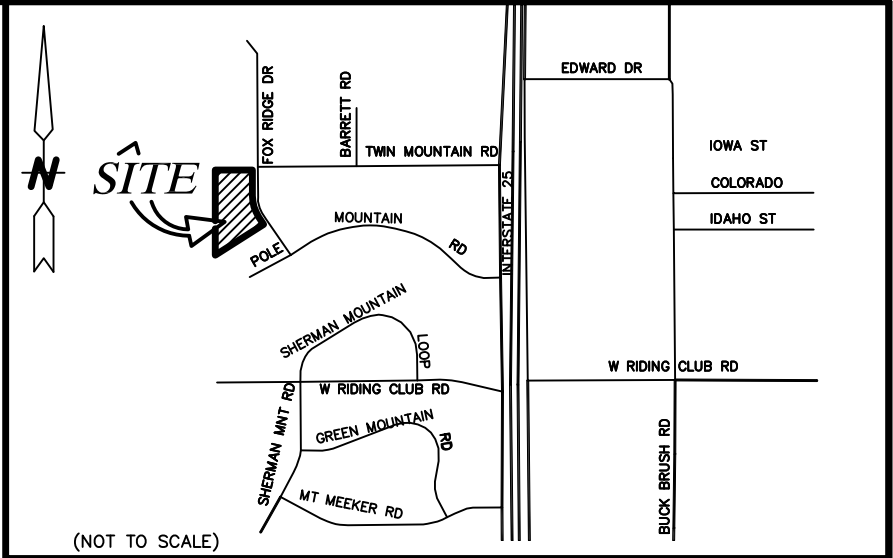 EDWARD DR
FOX RIDGE DR
BARRETT RD
TWIN MOUNTAIN RD
IOWA ST
N
SITE
COLORADO
INTERSTATE 25
MOUNTAIN
IDAHO ST
POLE
RD
SHERMAN MOUNTAIN
LOOP
W RIDING CLUB RD
W RIDING CLUB RD
SHERMAN MNT RD
GREEN MOUNTAIN
RD
BUCK BRUSH RD
MT MEEKER RD
(NOT TO SCALE)